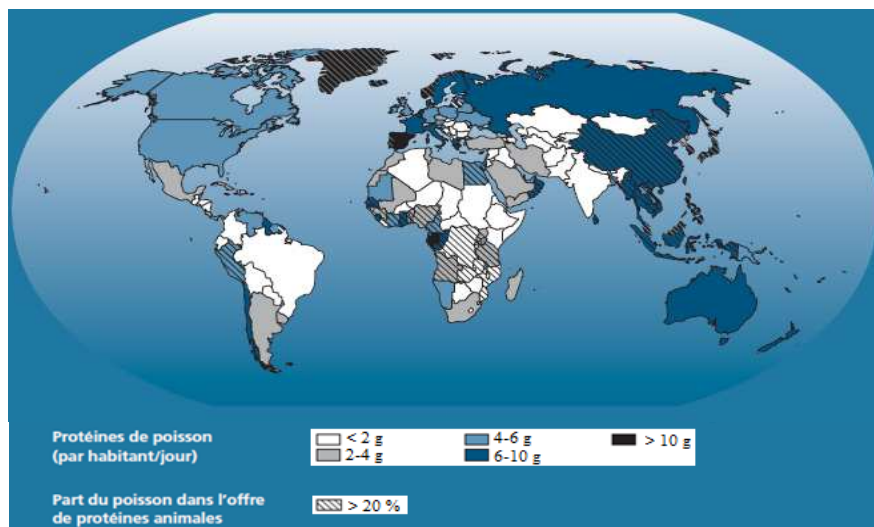 Protéines de poisson
(par habitant/jour)
< 2 g
4-6 g
> 10 g
2-4 g
6-10 g
Part du poisson dans l'offre
de protéines animales
> 20 %